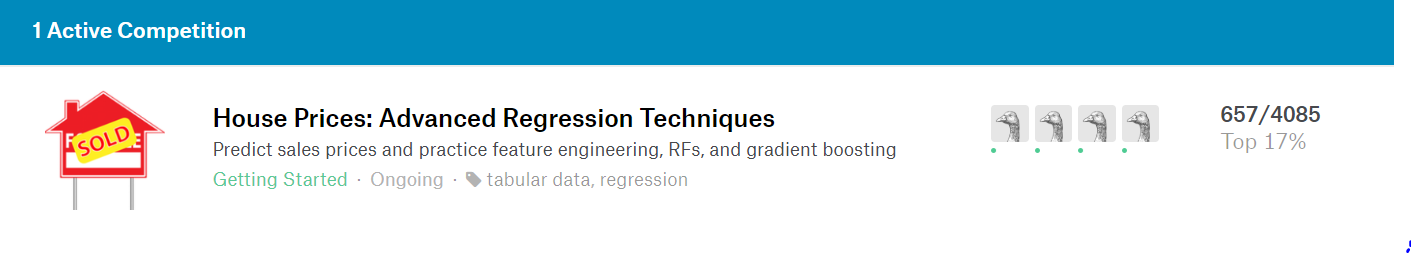 1 Active Competition
SOLD
House Prices: Advanced Regression Techniques
Predict sales prices and practice feature engineering, RFs, and gradient boosting
Getting Started · Ongoing · tabular data, regression
657/4085
Top 17%